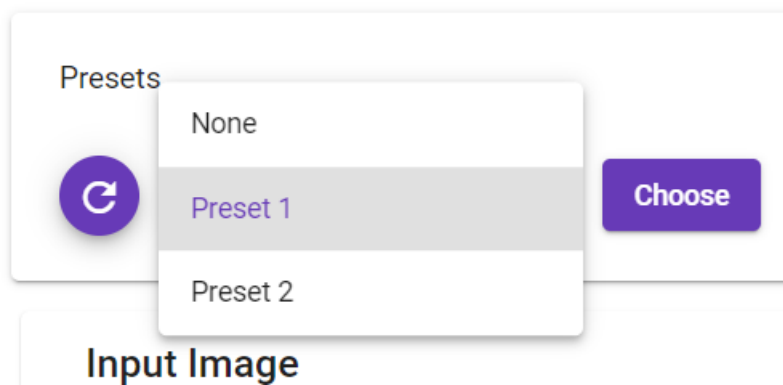 Presets
None
Preset 1
Choose
Preset 2
Input Image